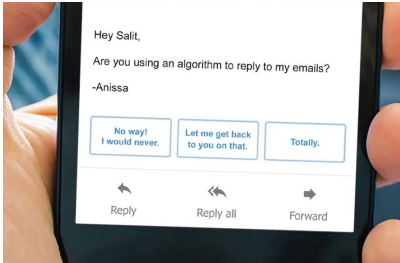 Hey Salit,
Are you using an algorithm to reply to my emails?
-Anissa
No way!
I would never.
Let me get back
to you on that.
Totally.
Reply
Reply all
Forward